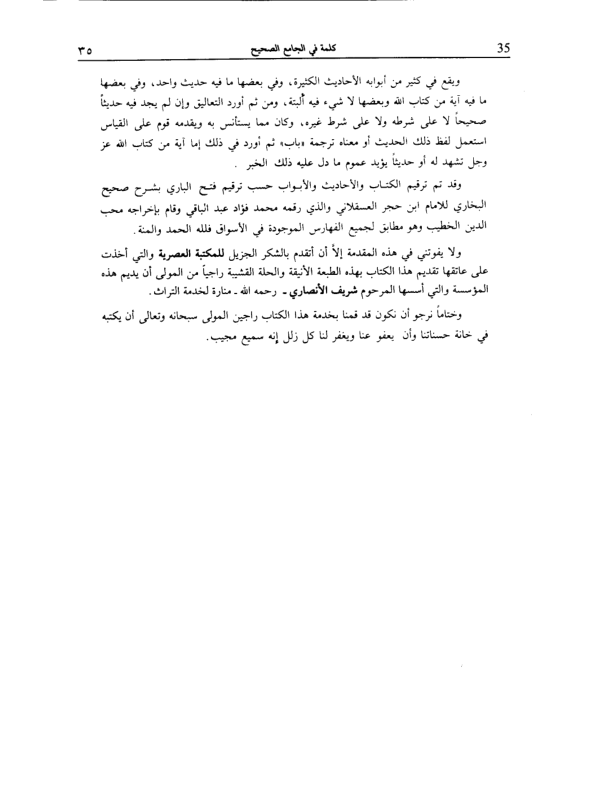 ٣٥ كلمة في الجامع الصحيح 35
ويقع في كثير من أبوابه الأحاديث الكثيرة، وفي بعضها ما فيه حديث واحد، وفي بعضها
ما فيه آية من كتاب الله وبعضها لا شيء فيه ألبتة، ومن ثم أورد التعاليق وإن لم يجد فيه حديثاً
صحيحاً لا على شرطه ولا على شرط غيره، وكان مما يستأنس به ويقدمه قوم على القياس
استعمل لفظ ذلك الحديث أو معناه ترجمة «باب» ثم أورد في ذلك إما آية من كتاب الله عز
وجل تشهد له أو حديثاً يؤيد عموم ما دل عليه ذلك الخبر .
وقد تم ترقيم الكتـاب والأحاديث والأبـواب حسب ترقيم فتـح الباري بشـرح صحيح
البخاري للامام ابن حجر العسقلاني والذي رقمه محمد فؤاد عبد الباقي وقام بإخراجه محب
الدين الخطيب وهو مطابق لجميع الفهارس الموجودة في الأسواق فلله الحمد والمنة.
ولا يفوتني في هذه المقدمة إلاّ أن أتقدم بالشكر الجزيل للمكتبة العصرية والتي أخذت
على عاتقها تقديم هذا الكتاب بهذه الطبعة الأنيقة والحلة القشيبة راجياً من المولى أن يديم هذه
المؤسسة والتي أسسها المرحوم شريف الأنصاري ـ رحمه الله ـ منارة لخدمة التراث.
وختاماً نرجو أن نكون قد قمنا بخدمة هذا الكتاب راجين المولى سبحانه وتعالى أن يكتبه
في خانة حسناتنا وأن يعفو عنا ويغفر لنا كل زلل إنه سميع مجيب.